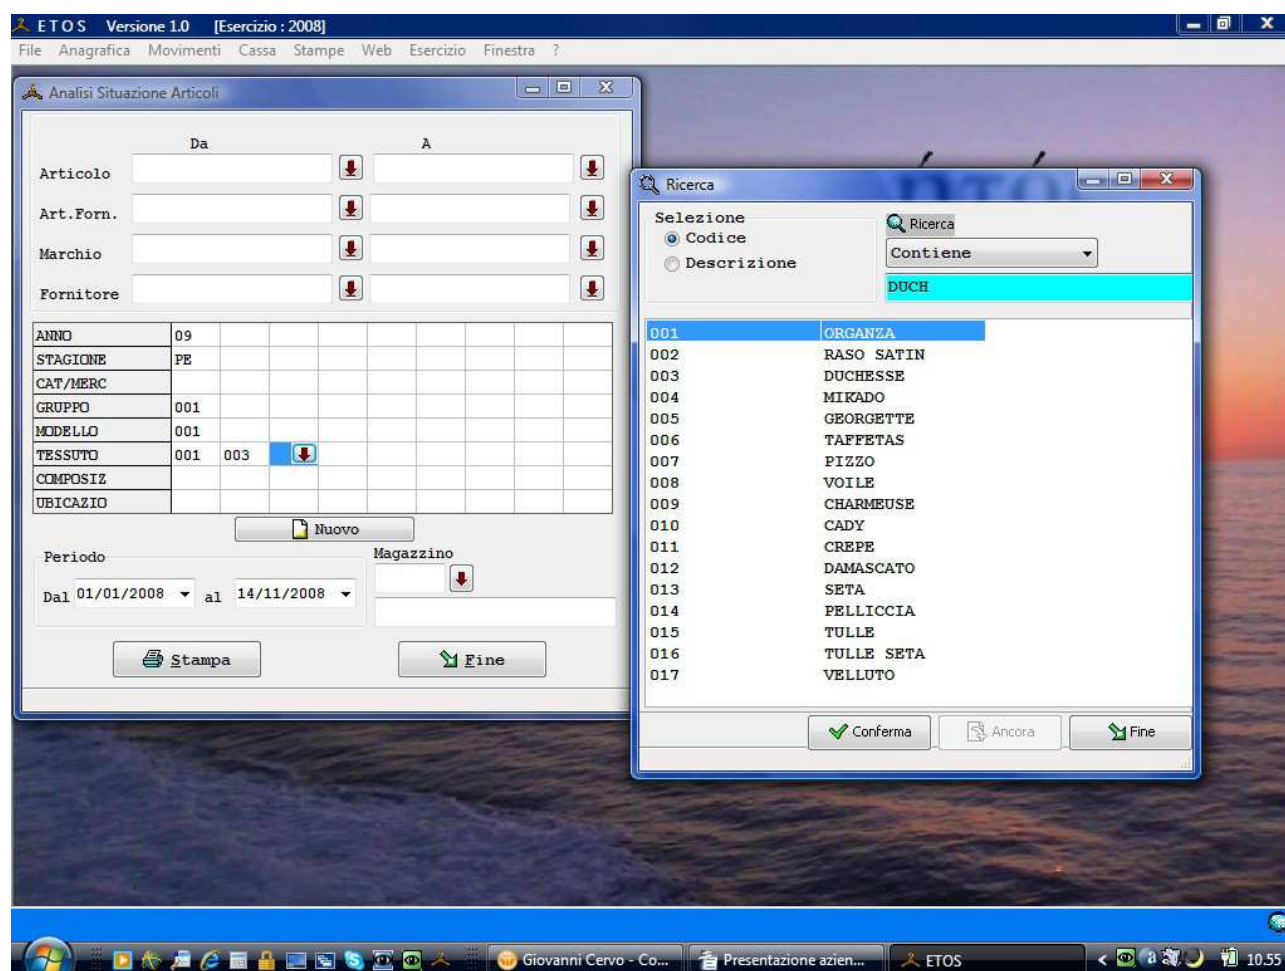 ETOS Versione 1.0 [Esercizio : 2008]
File Anagrafica Movimenti Cassa Stampe Web Esercizio Finestra ?
Analisi Situazione Articoli
Da A
Articolo
Art.Forn.
Marchio
Fornitore
ANNO 09
STAGIONE PE
CAT/MERC
GRUPPO 001
MODELLO 001
TESSUTO 001 003
COMPOSIZ
UBICAZIO
Nuovo
Periodo
Magazzino
Dal 01/01/2008 al 14/11/2008
Stampa
Fine
Ricerca
Selezione
Codice
Descrizione
Ricerca
Contiene
DUCH
001 ORGANZA
002 RASO SATIN
003 DUCHESSE
004 MIKADO
005 GEORGETTE
006 TAFFETAS
007 PIZZO
008 VOILE
009 CHARMEUSE
010 CADY
011 CREPE
012 DAMASCATO
013 SETA
014 PELLICCIA
015 TULLE
016 TULLE SETA
017 VELLUTO
Conferma
Ancora
Fine
Giovanni Cervo - Co...
Presentazione azien...
ETOS
10.55